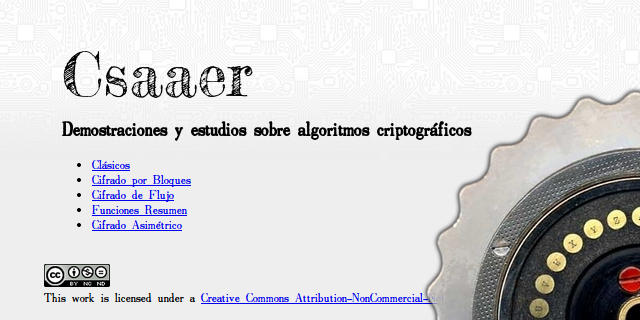 Csaaer
Demostraciones y estudios sobre algoritmos criptográficos
Clásicos
Cifrado por Bloques
Cifrado de Flujo
Funciones Resumen
Cifrado Asimétrico
cc
BY NC ND
This work is licensed under a Creative Commons Attribution-NonCommercial-